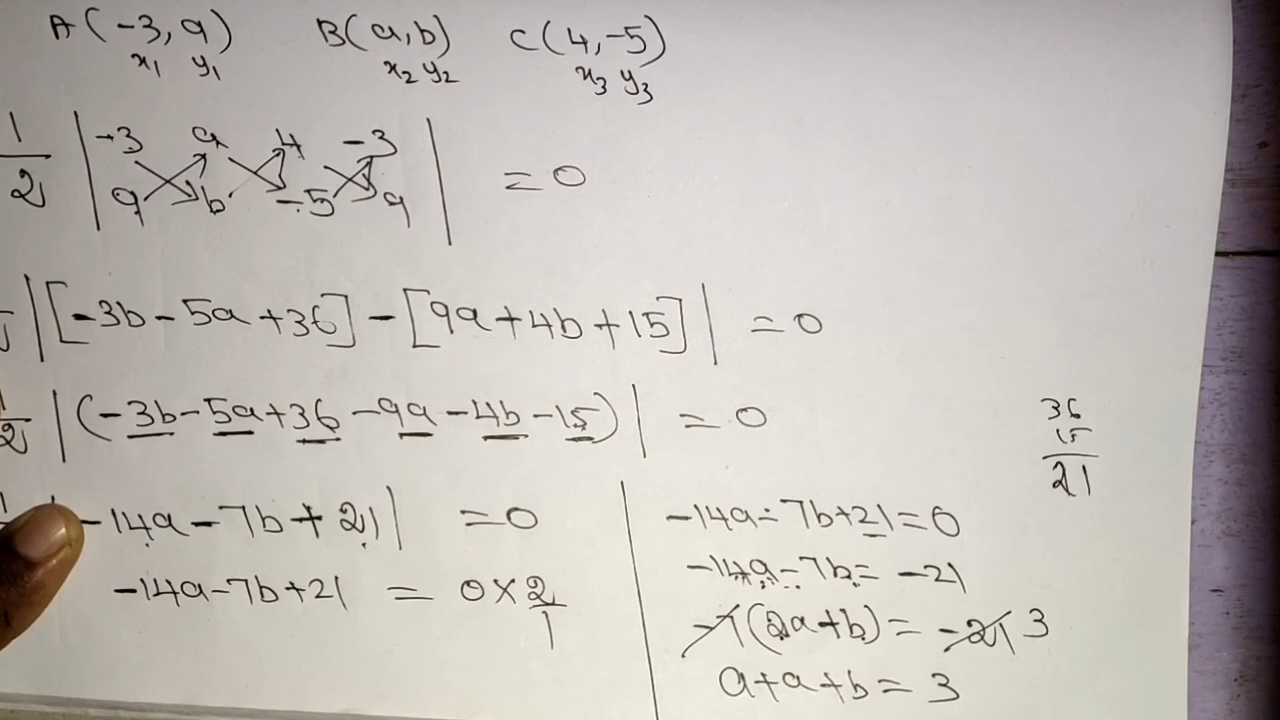 A(-3, 9) B(a,b) C(4,-5)
x1 y1 x2 y2 x3 y3
1/2 | -3 a 4 -3 | = 0
9 b -5 9
|[-3b-5a+36]-[9a+4b+15]| = 0
1/2 |(-3b-5a+36-9a-4b-15)| = 0
36
15
21
-14a-7b+21| = 0
-14a-7b+21 = 0×2/1
-14a-7b+21=0
-14a-7b= -21
-7(2a+b)= -21 3
a+a+b= 3